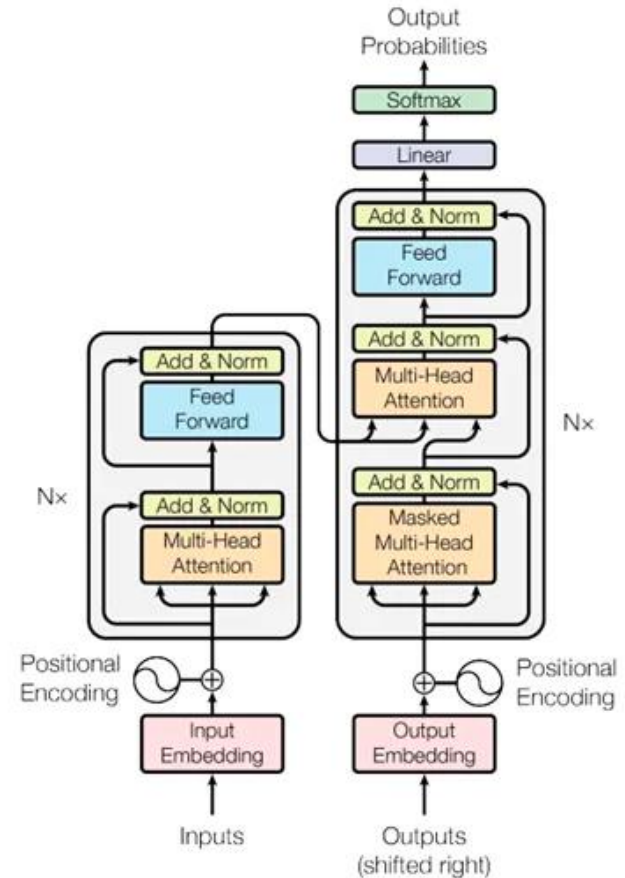 Output
Probabilities
Softmax
Linear
Add & Norm
Feed
Forward
Add & Norm
Multi-Head
Attention
Add & Norm
Masked
Multi-Head
Attention
Nx
Add & Norm
Feed
Forward
Add & Norm
Multi-Head
Attention
Nx
Positional
Encoding
Positional
Encoding
Input
Embedding
Output
Embedding
Inputs
Outputs
(shifted right)